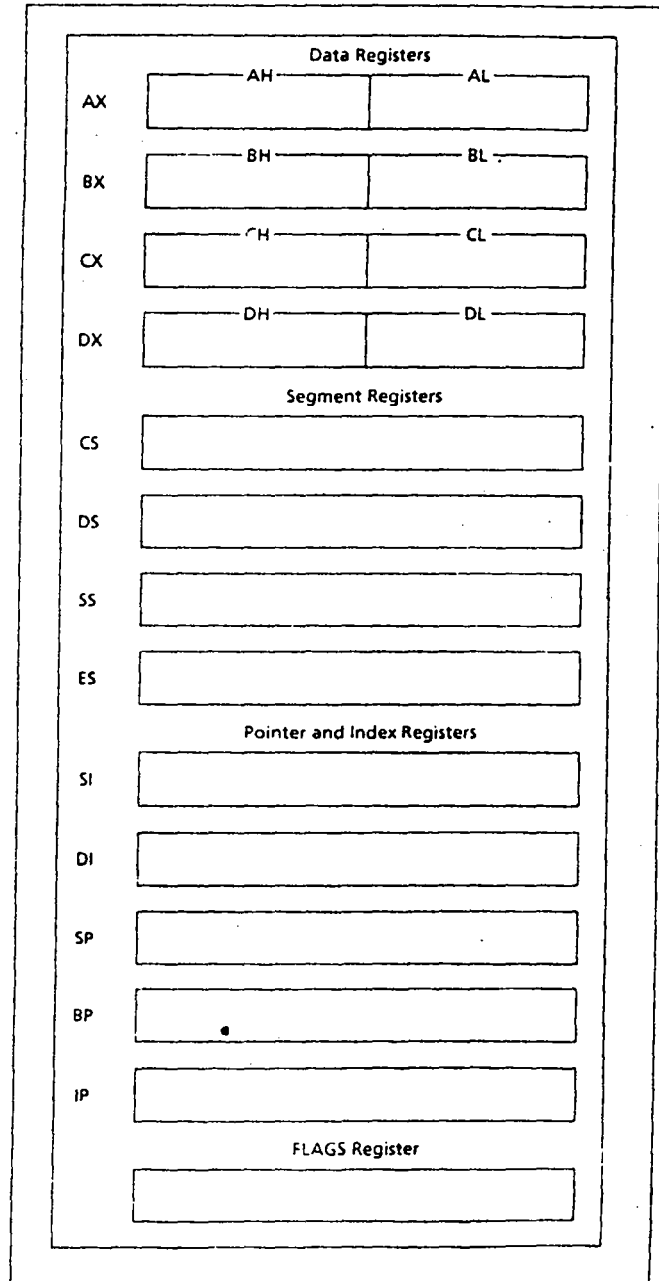 Data Registers
AH AL
AX
BH BL
BX
CH CL
CX
DH DL
DX
Segment Registers
CS
DS
SS
ES
Pointer and Index Registers
SI
DI
SP
BP
IP
FLAGS Register